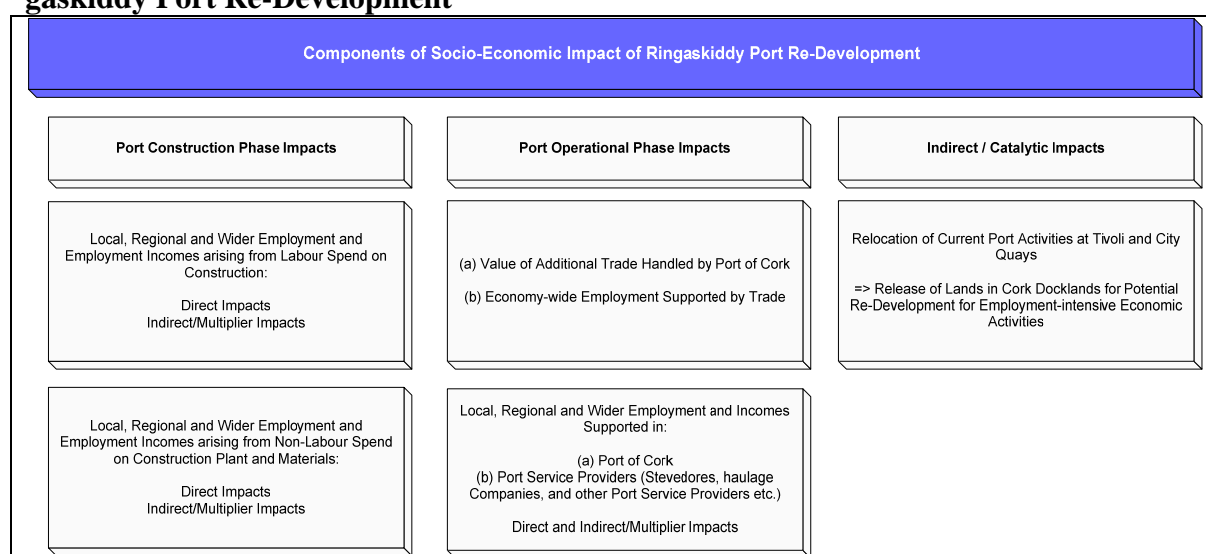 gaskiddy Port Re-Development
Components of Socio-Economic Impact of Ringaskiddy Port Re-Development
Port Construction Phase Impacts
Local, Regional and Wider Employment and
Employment Incomes arising from Labour Spend on
Construction:
Direct Impacts
Indirect/Multiplier Impacts
Local, Regional and Wider Employment and
Employment Incomes arising from Non-Labour Spend
on Construction Plant and Materials:
Direct Impacts
Indirect/Multiplier Impacts
Port Operational Phase Impacts
(a) Value of Additional Trade Handled by Port of Cork
(b) Economy-wide Employment Supported by Trade
Local, Regional and Wider Employment and Incomes
Supported in:
(a) Port of Cork
(b) Port Service Providers (Stevedores, haulage
Companies, and other Port Service Providers etc.)
Direct and Indirect/Multiplier Impacts
Indirect / Catalytic Impacts
Relocation of Current Port Activities at Tivoli and City
Quays
=> Release of Lands in Cork Docklands for Potential
Re-Development for Employment-intensive Economic
Activities